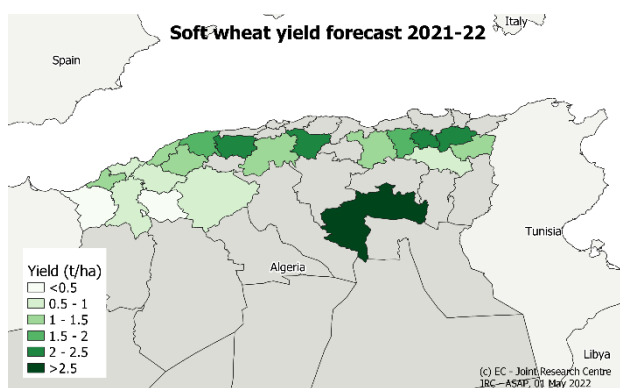 Soft wheat yield forecast 2021-22
Italy
Spain
Tunisia
Algeria
Libya
Yield (t/ha)
<0.5
0.5 - 1
1 - 1.5
1.5 - 2
2 - 2.5
>2.5
(c) EC - Joint Research Centre
JRC - ASAP, 01 May 2022